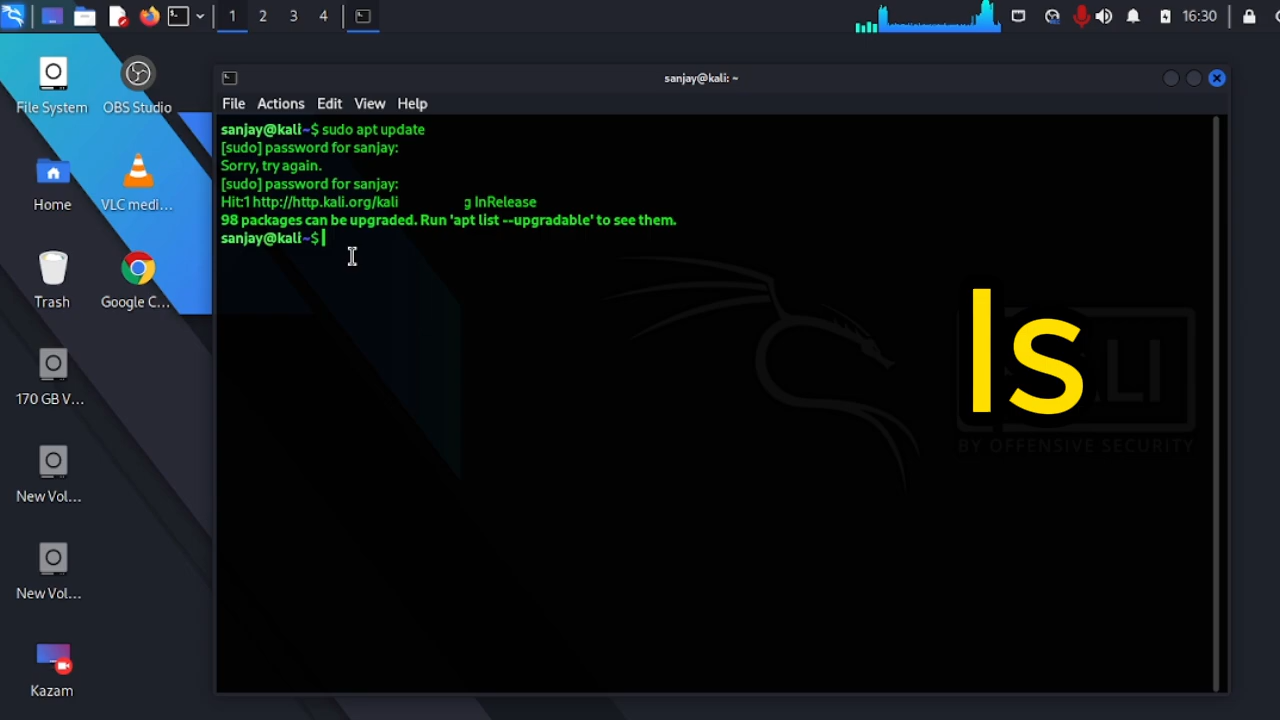 1 2 3 4
16:30
sanjay@kali: ~
File Actions Edit View Help
sanjay@kali~$ sudo apt update
[sudo] password for sanjay:
Sorry, try again.
[sudo] password for sanjay:
Hit:1 http://http.kali.org/kali g InRelease
98 packages can be upgraded. Run 'apt list --upgradable' to see them.
sanjay@kali~$
ls
KALI
BY OFFENSIVE SECURITY
File System
OBS Studio
Home
VLC medi...
Trash
Google C...
170 GB V...
New Vol...
New Vol...
Kazam